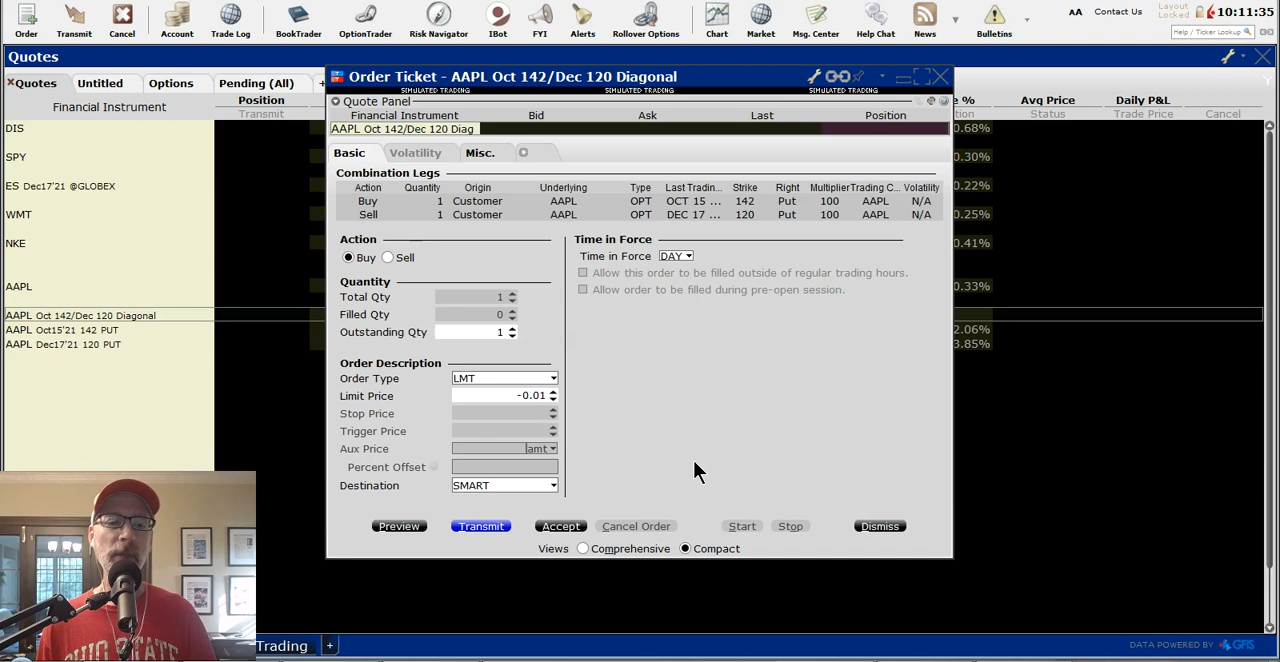 Order
Transmit
Cancel
Account
Trade Log
BookTrader
OptionTrader
Risk Navigator
IBot
FYI
Alerts
Rollover Options
Chart
Market
Msg. Center
Help Chat
News
Bulletins
AA
Contact Us
Layout Locked
10:11:35
Help / Ticker Lookup
Quotes
Quotes
Untitled
Options
Pending (All)
+
Financial Instrument
Position
Transmit
Avg Price
Status
Daily P&L
Trade Price
Cancel
DIS
0.68%
SPY
0.30%
ES Dec17'21 @GLOBEX
0.22%
WMT
0.25%
NKE
0.41%
AAPL
0.33%
AAPL Oct 142/Dec 120 Diagonal
AAPL Oct15'21 142 PUT
2.06%
AAPL Dec17'21 120 PUT
3.85%
Order Ticket - AAPL Oct 142/Dec 120 Diagonal
SIMULATED TRADING SIMULATED TRADING SIMULATED TRADING
Quote Panel
Financial Instrument Bid Ask Last Position
AAPL Oct 142/Dec 120 Diag
Basic Volatility Misc.
Combination Legs
Action Quantity Origin Underlying Type Last Tradin... Strike Right Multiplier Trading C... Volatility
Buy 1 Customer AAPL OPT OCT 15 ... 142 Put 100 AAPL N/A
Sell 1 Customer AAPL OPT DEC 17 ... 120 Put 100 AAPL N/A
Action
Buy Sell
Quantity
Total Qty 1
Filled Qty 0
Outstanding Qty 1
Order Description
Order Type LMT
Limit Price -0.01
Stop Price
Trigger Price
Aux Price amt
Percent Offset
Destination SMART
Time in Force
Time in Force DAY
Allow this order to be filled outside of regular trading hours.
Allow order to be filled during pre-open session.
Preview Transmit Accept Cancel Order Start Stop Dismiss
Views Comprehensive Compact
OHIO STATE
Trading +
DATA POWERED BY GFIS